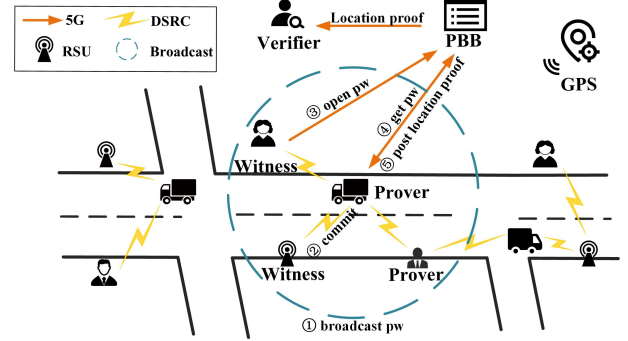 5G
DSRC
RSU
Broadcast
Location proof
Verifier
PBB
GPS
③ open pw
④ get pw
⑤ post location proof
Witness
Prover
② commit
Witness
Prover
① broadcast pw